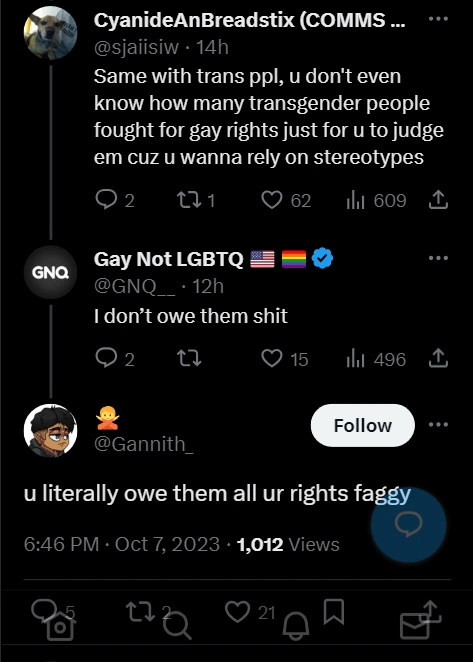 CyanideAnBreadstix (COMMS ...
@sjaiisiw · 14h
Same with trans ppl, u don't even
know how many transgender people
fought for gay rights just for u to judge
em cuz u wanna rely on stereotypes
2 1 62 609
GNQ
Gay Not LGBTQ
@GNQ__ · 12h
I don’t owe them shit
2 15 496
Follow
@Gannith_
u literally owe them all ur rights faggy
6:46 PM · Oct 7, 2023 · 1,012 Views
5 2 21